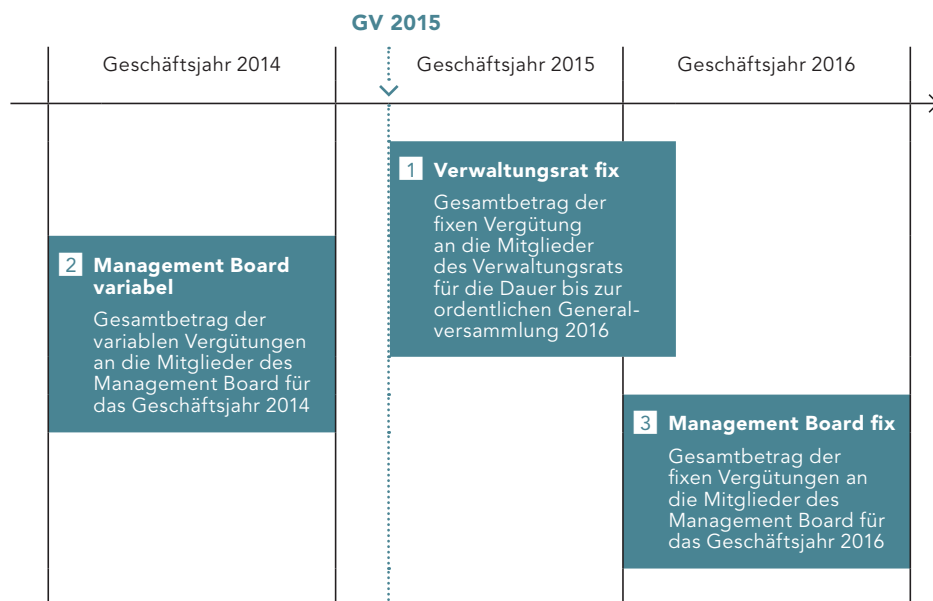 GV 2015
Geschäftsjahr 2014
Geschäftsjahr 2015
Geschäftsjahr 2016
1 Verwaltungsrat fix
Gesamtbetrag der
fixen Vergütung
an die Mitglieder
des Verwaltungsrats
für die Dauer bis zur
ordentlichen General-
versammlung 2016
2 Management Board
variabel
Gesamtbetrag der
variablen Vergütungen
an die Mitglieder des
Management Board für
das Geschäftsjahr 2014
3 Management Board fix
Gesamtbetrag der
fixen Vergütungen an
die Mitglieder des
Management Board für
das Geschäftsjahr 2016